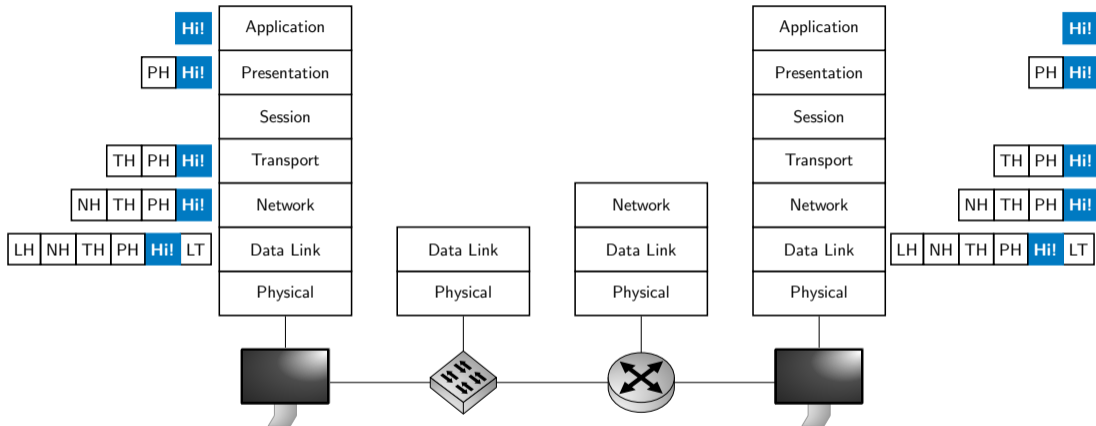 Hi! Application Application Hi!
PH Hi! Presentation Presentation PH Hi!
Session Session
TH PH Hi! Transport Transport TH PH Hi!
NH TH PH Hi! Network Network Network NH TH PH Hi!
LH NH TH PH Hi! LT Data Link Data Link Data Link Data Link LH NH TH PH Hi! LT
Physical Physical Physical Physical